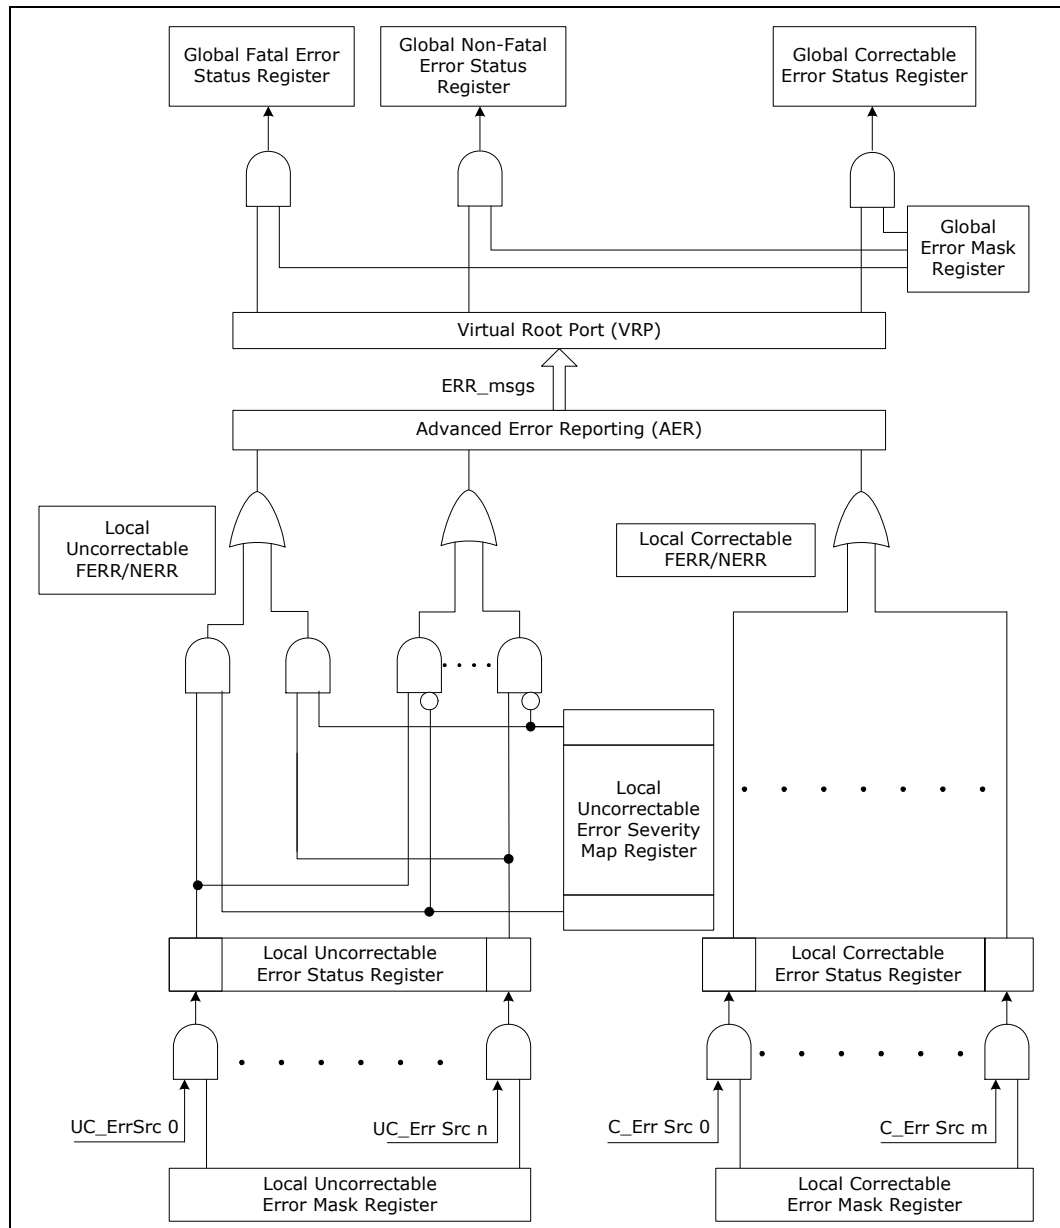 Global Fatal Error
Status Register
Global Non-Fatal
Error Status
Register
Global Correctable
Error Status Register
Global
Error Mask
Register
Virtual Root Port (VRP)
ERR_msgs
Advanced Error Reporting (AER)
Local
Uncorrectable
FERR/NERR
Local Correctable
FERR/NERR
Local
Uncorrectable
Error Severity
Map Register
Local Uncorrectable
Error Status Register
Local Correctable
Error Status Register
UC_ErrSrc 0
UC_Err Src n
C_Err Src 0
C_Err Src m
Local Uncorrectable
Error Mask Register
Local Correctable
Error Mask Register